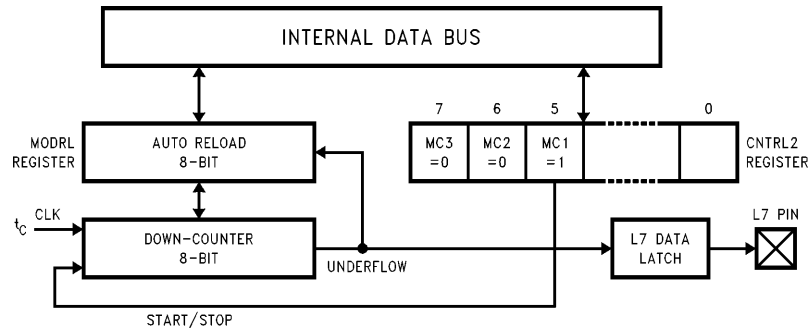 INTERNAL DATA BUS
7 6 5 0
MODRL
REGISTER
AUTO RELOAD
8-BIT
MC3
=0
MC2
=0
MC1
=1
CNTRL2
REGISTER
tC CLK
DOWN-COUNTER
8-BIT
UNDERFLOW
L7 DATA
LATCH
L7 PIN
START/STOP